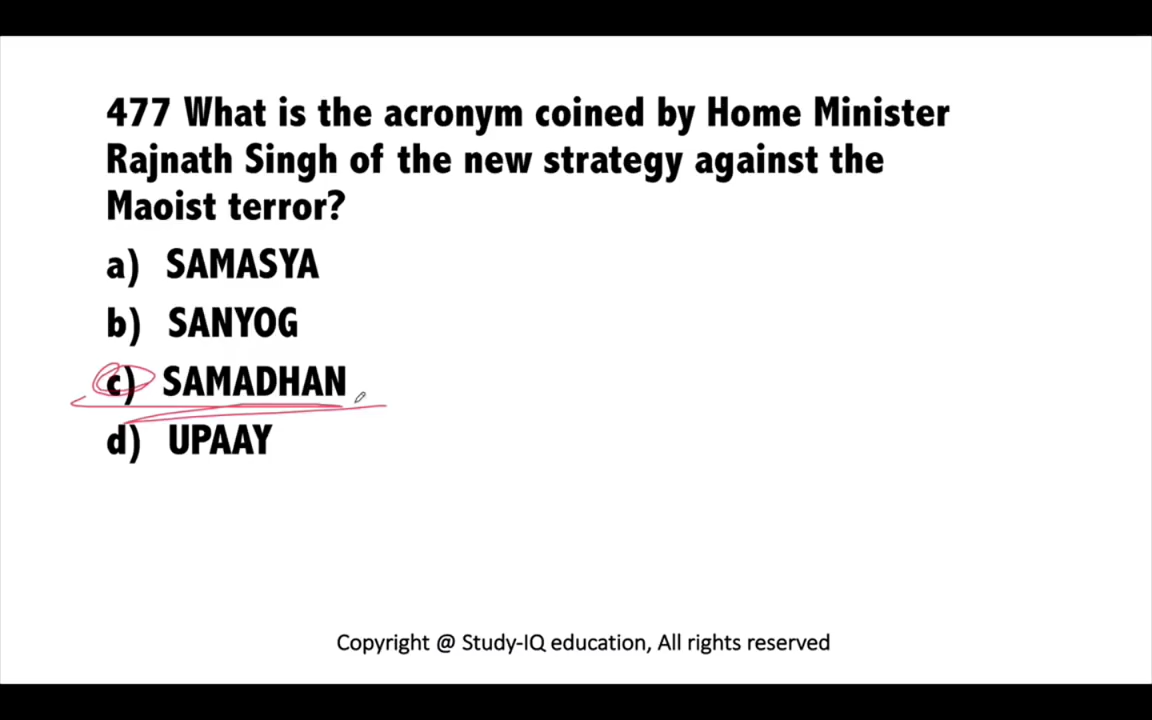 477 What is the acronym coined by Home Minister
Rajnath Singh of the new strategy against the
Maoist terror?
a) SAMASYA
b) SANYOG
c) SAMADHAN
d) UPAAY
Copyright @ Study-IQ education, All rights reserved